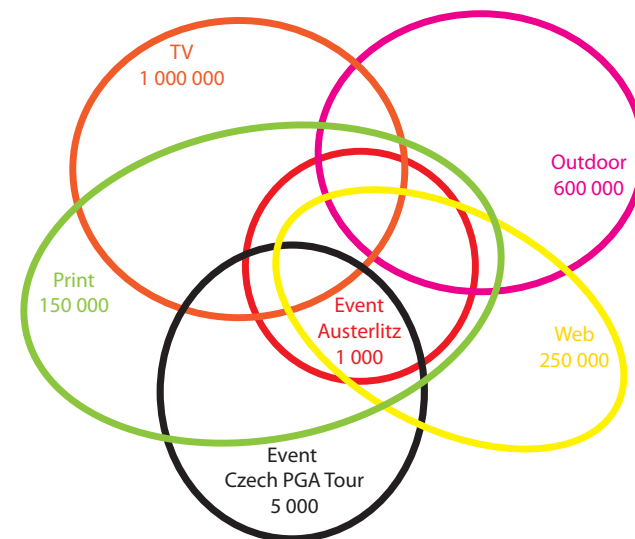 TV
1 000 000
Outdoor
600 000
Print
150 000
Event
Austerlitz
1 000
Web
250 000
Event
Czech PGA Tour
5 000